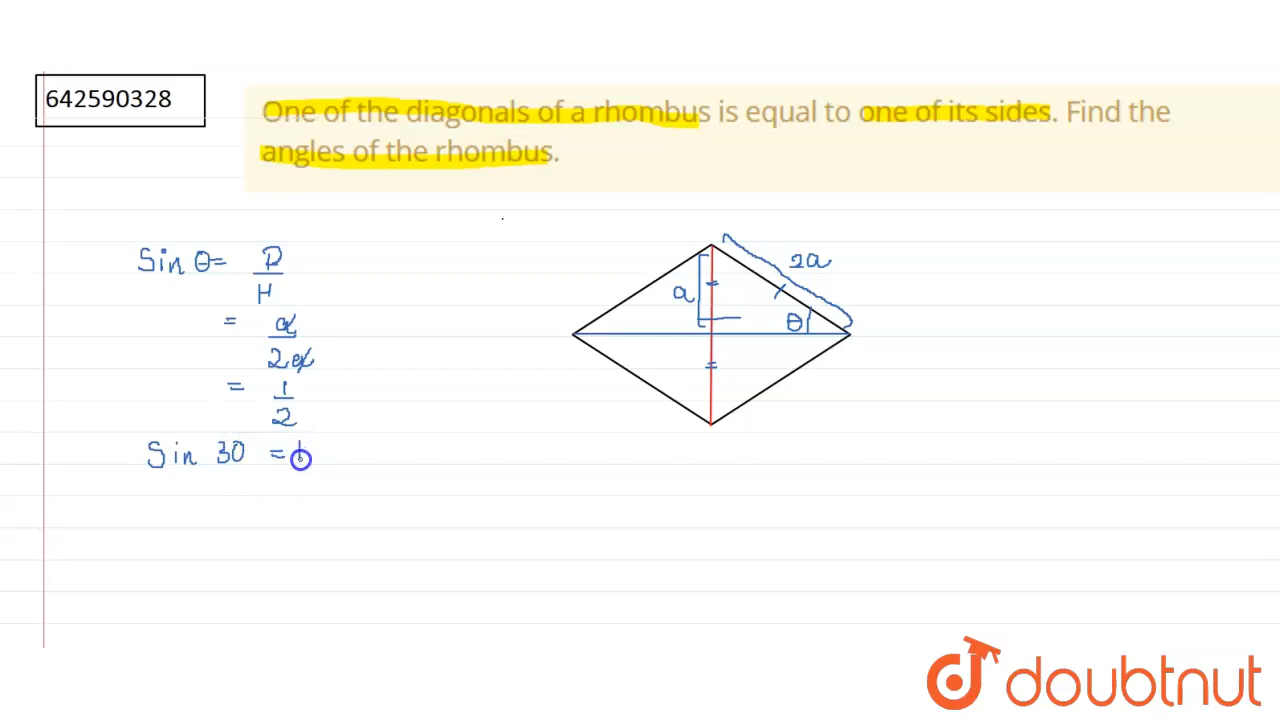 642590328
One of the diagonals of a rhombus is equal to one of its sides. Find the
angles of the rhombus.
Sin θ = P
H
= a
2a
= 1
2
Sin 30 = 1
2a
a
θ
doubtnut